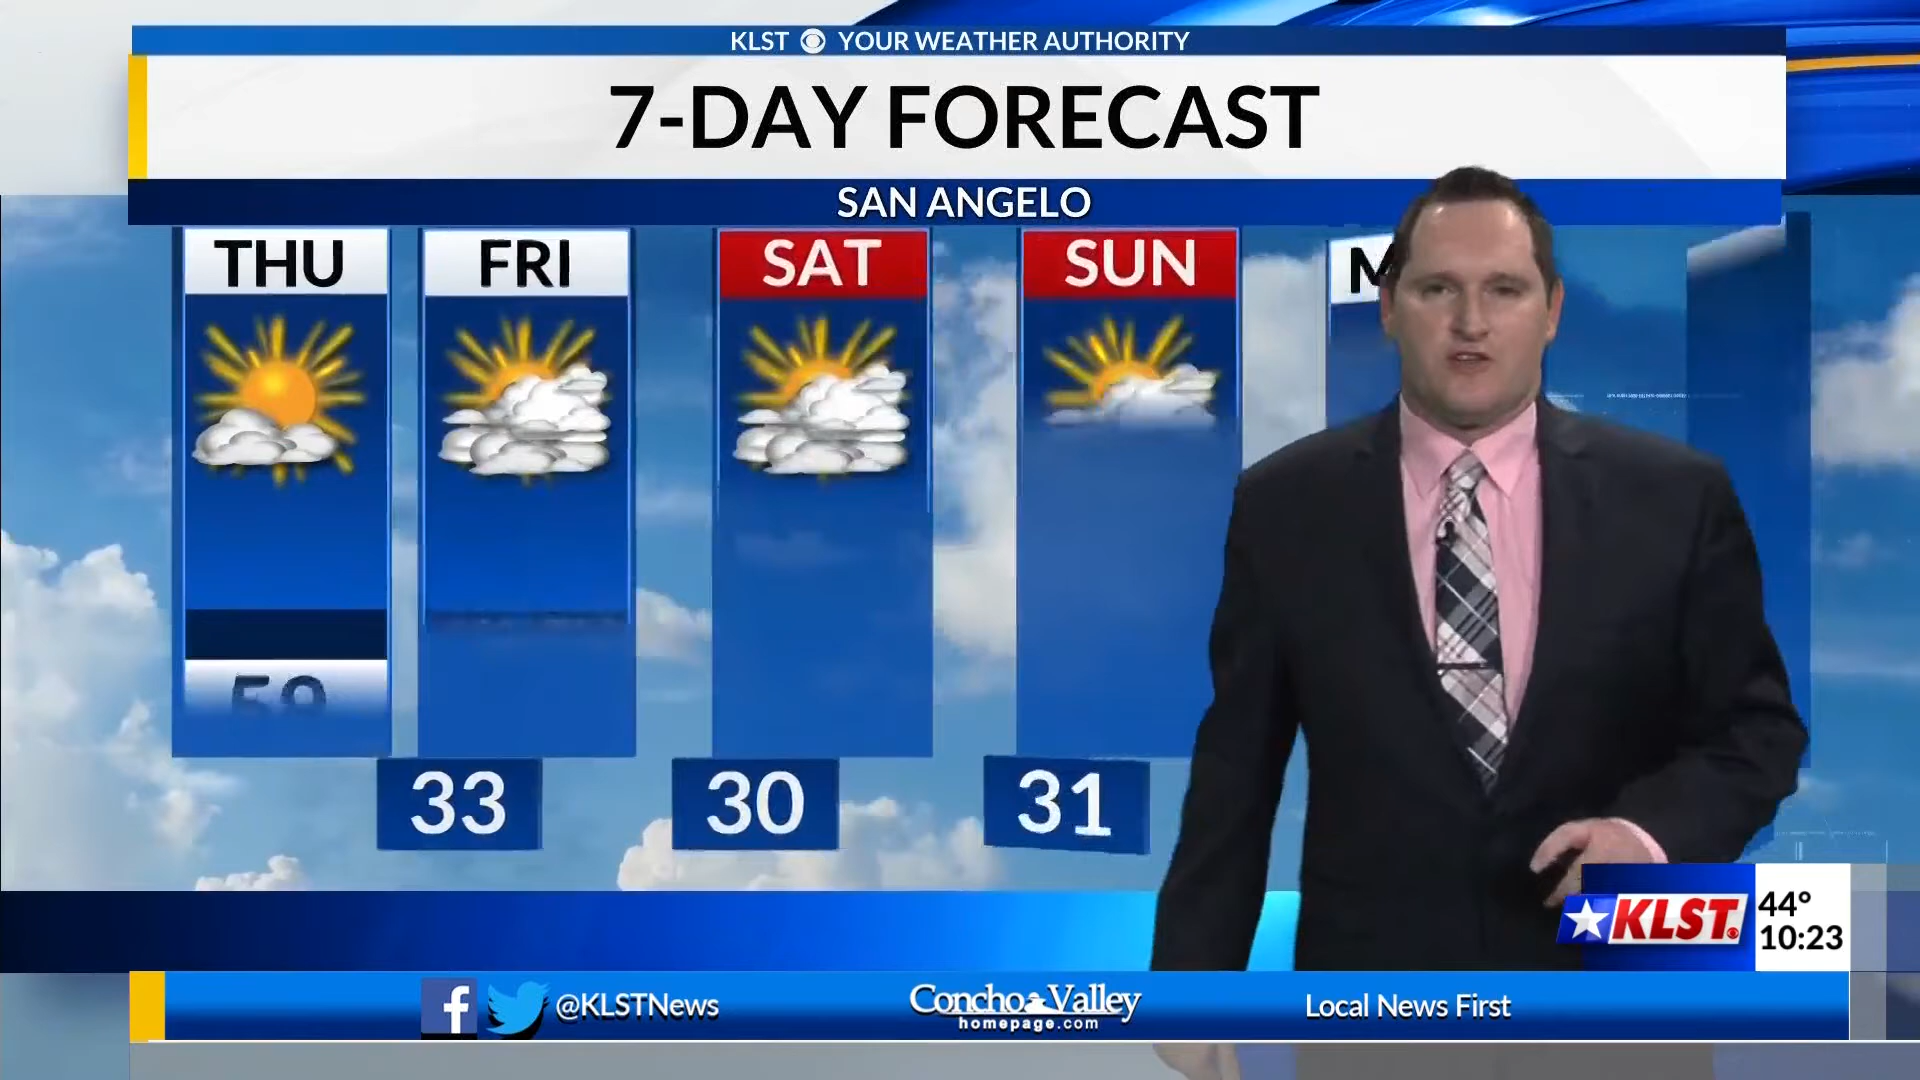 KLST YOUR WEATHER AUTHORITY
7-DAY FORECAST
SAN ANGELO
THU FRI SAT SUN
59
33 30 31
KLST
44°
10:23
f @KLSTNews Concho Valley homepage.com Local News First